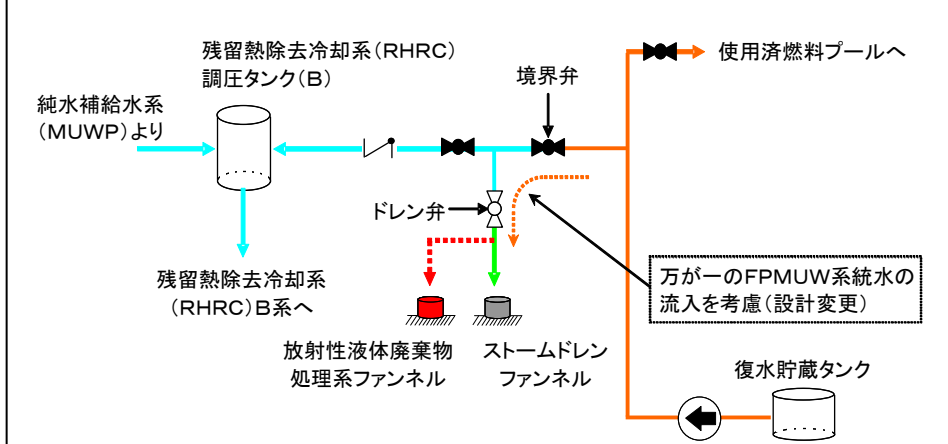 残留熱除去冷却系(RHRC)
調圧タンク(B)
境界弁
使用済燃料プールへ
純水補給水系
(MUWP)より
ドレン弁
残留熱除去冷却系
(RHRC)B系へ
万が一のFPMUW系統水の
流入を考慮(設計変更)
放射性液体廃棄物
処理系ファンネル
ストームドレン
ファンネル
復水貯蔵タンク